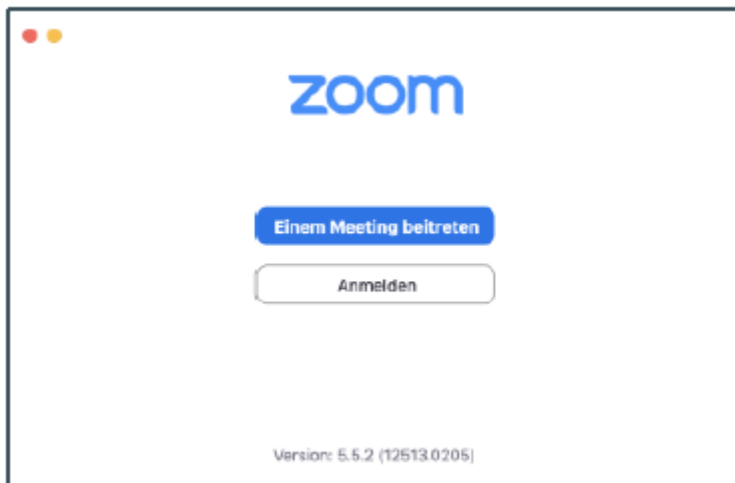 zoom
Einem Meeting beitreten
Anmelden
Version: 5.5.2 (12513.0205)